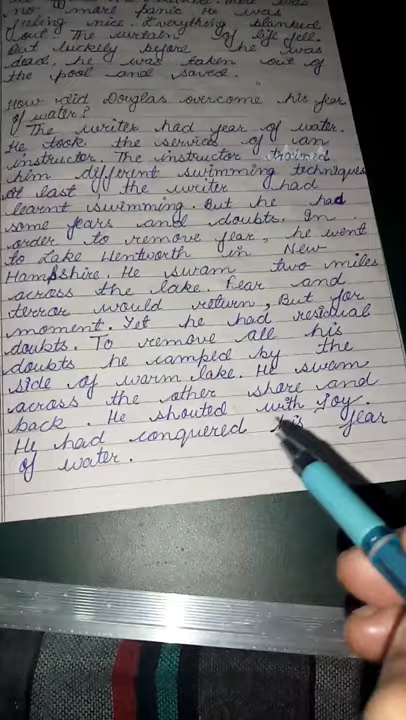 no more panic. He was
feeling nice. Everything blanked
out. The curtain of life fell.
But luckily before he was
dead, he was taken out of
the pool and saved.
How did Douglas overcome his fear
of water?
The writer had fear of water.
He took the services of an
instructor. The instructor trained
him different swimming techniques
At last the writer had
learnt swimming. But he had
some fears and doubts. In
order to remove fear, he went
to Lake Wentworth in New
Hampshire. He swam two miles
across the lake. Fear and
terror would return, But for
moment. Yet he had residual
doubts. To remove all his
doubts he camped by the
side of warm lake. He swam
across the other shore and
back. He shouted with Joy.
He had conquered his fear
of water.